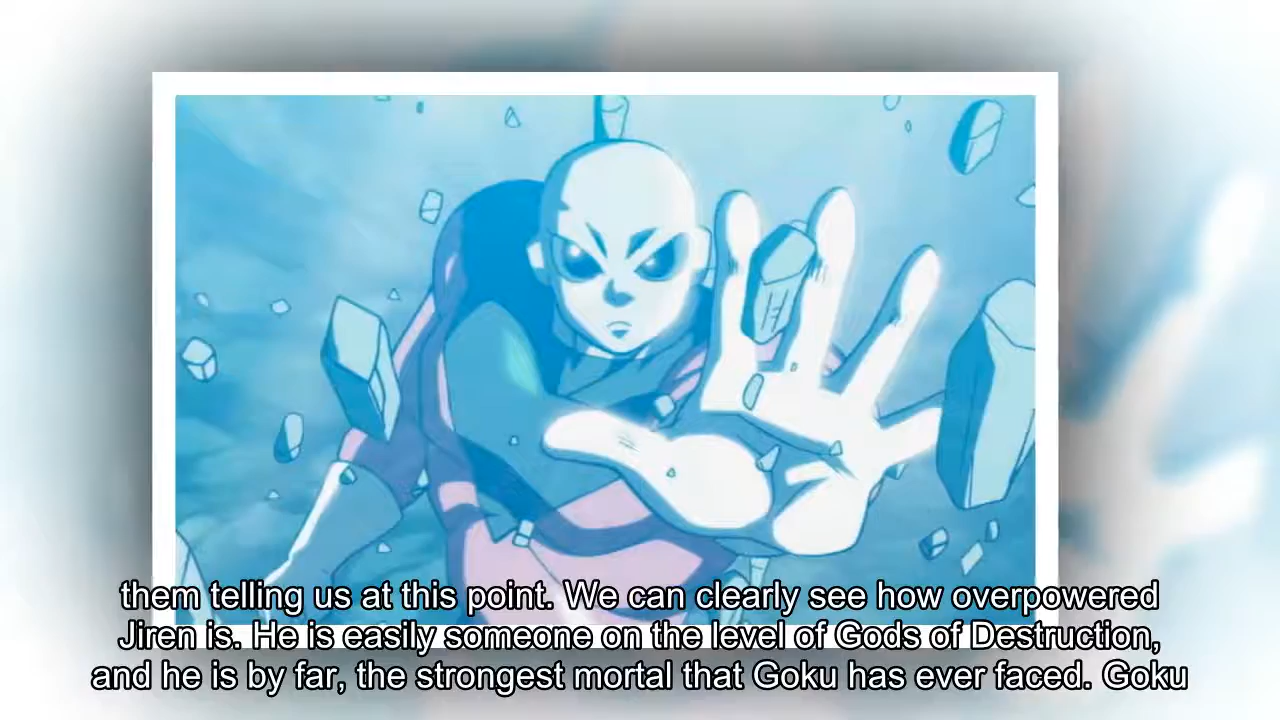 them telling us at this point. We can clearly see how overpowered
Jiren is. He is easily someone on the level of Gods of Destruction,
and he is by far, the strongest mortal that Goku has ever faced. Goku